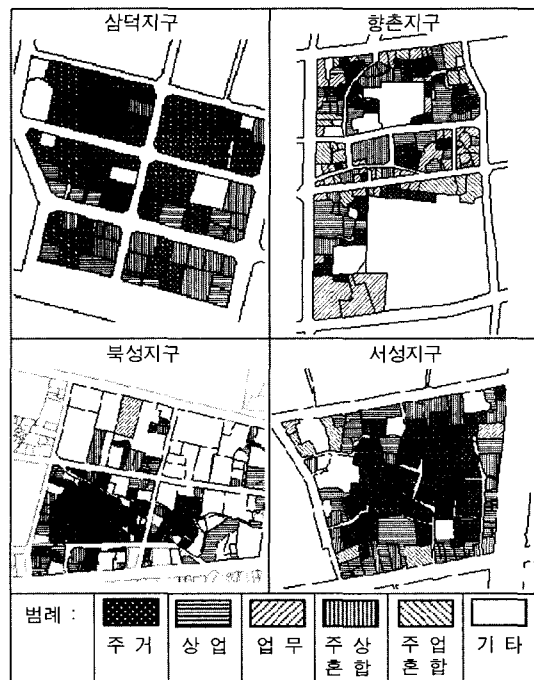 삼덕지구
향촌지구
북성지구
서성지구
범례 :
주 거
상 업
업 무
주 상
혼 합
주 업
혼 합
기 타